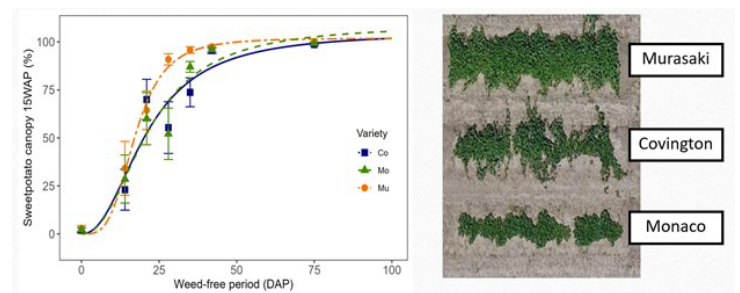 Sweetpotato canopy 15WAP (%)
100
75
50
25
0
0
25
50
75
100
Weed-free period (DAP)
Variety
Co
Mo
Mu
Murasaki
Covington
Monaco